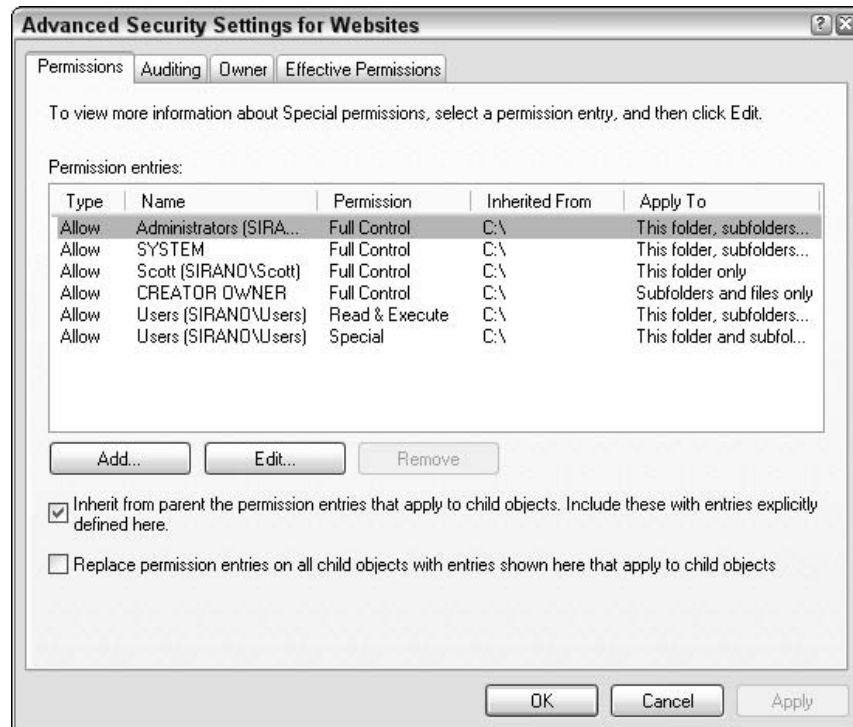 Advanced Security Settings for Websites
Permissions Auditing Owner Effective Permissions
To view more information about Special permissions, select a permission entry, and then click Edit.
Permission entries:
Type Name Permission Inherited From Apply To
Allow Administrators (SIRA... Full Control C:\ This folder, subfolders...
Allow SYSTEM Full Control C:\ This folder, subfolders...
Allow Scott (SIRANO\Scott) Full Control C:\ This folder only
Allow CREATOR OWNER Full Control C:\ Subfolders and files only
Allow Users (SIRANO\Users) Read & Execute C:\ This folder, subfolders...
Allow Users (SIRANO\Users) Special C:\ This folder and subfol...
Add... Edit... Remove
Inherit from parent the permission entries that apply to child objects. Include these with entries explicitly
defined here.
Replace permission entries on all child objects with entries shown here that apply to child objects
OK Cancel Apply